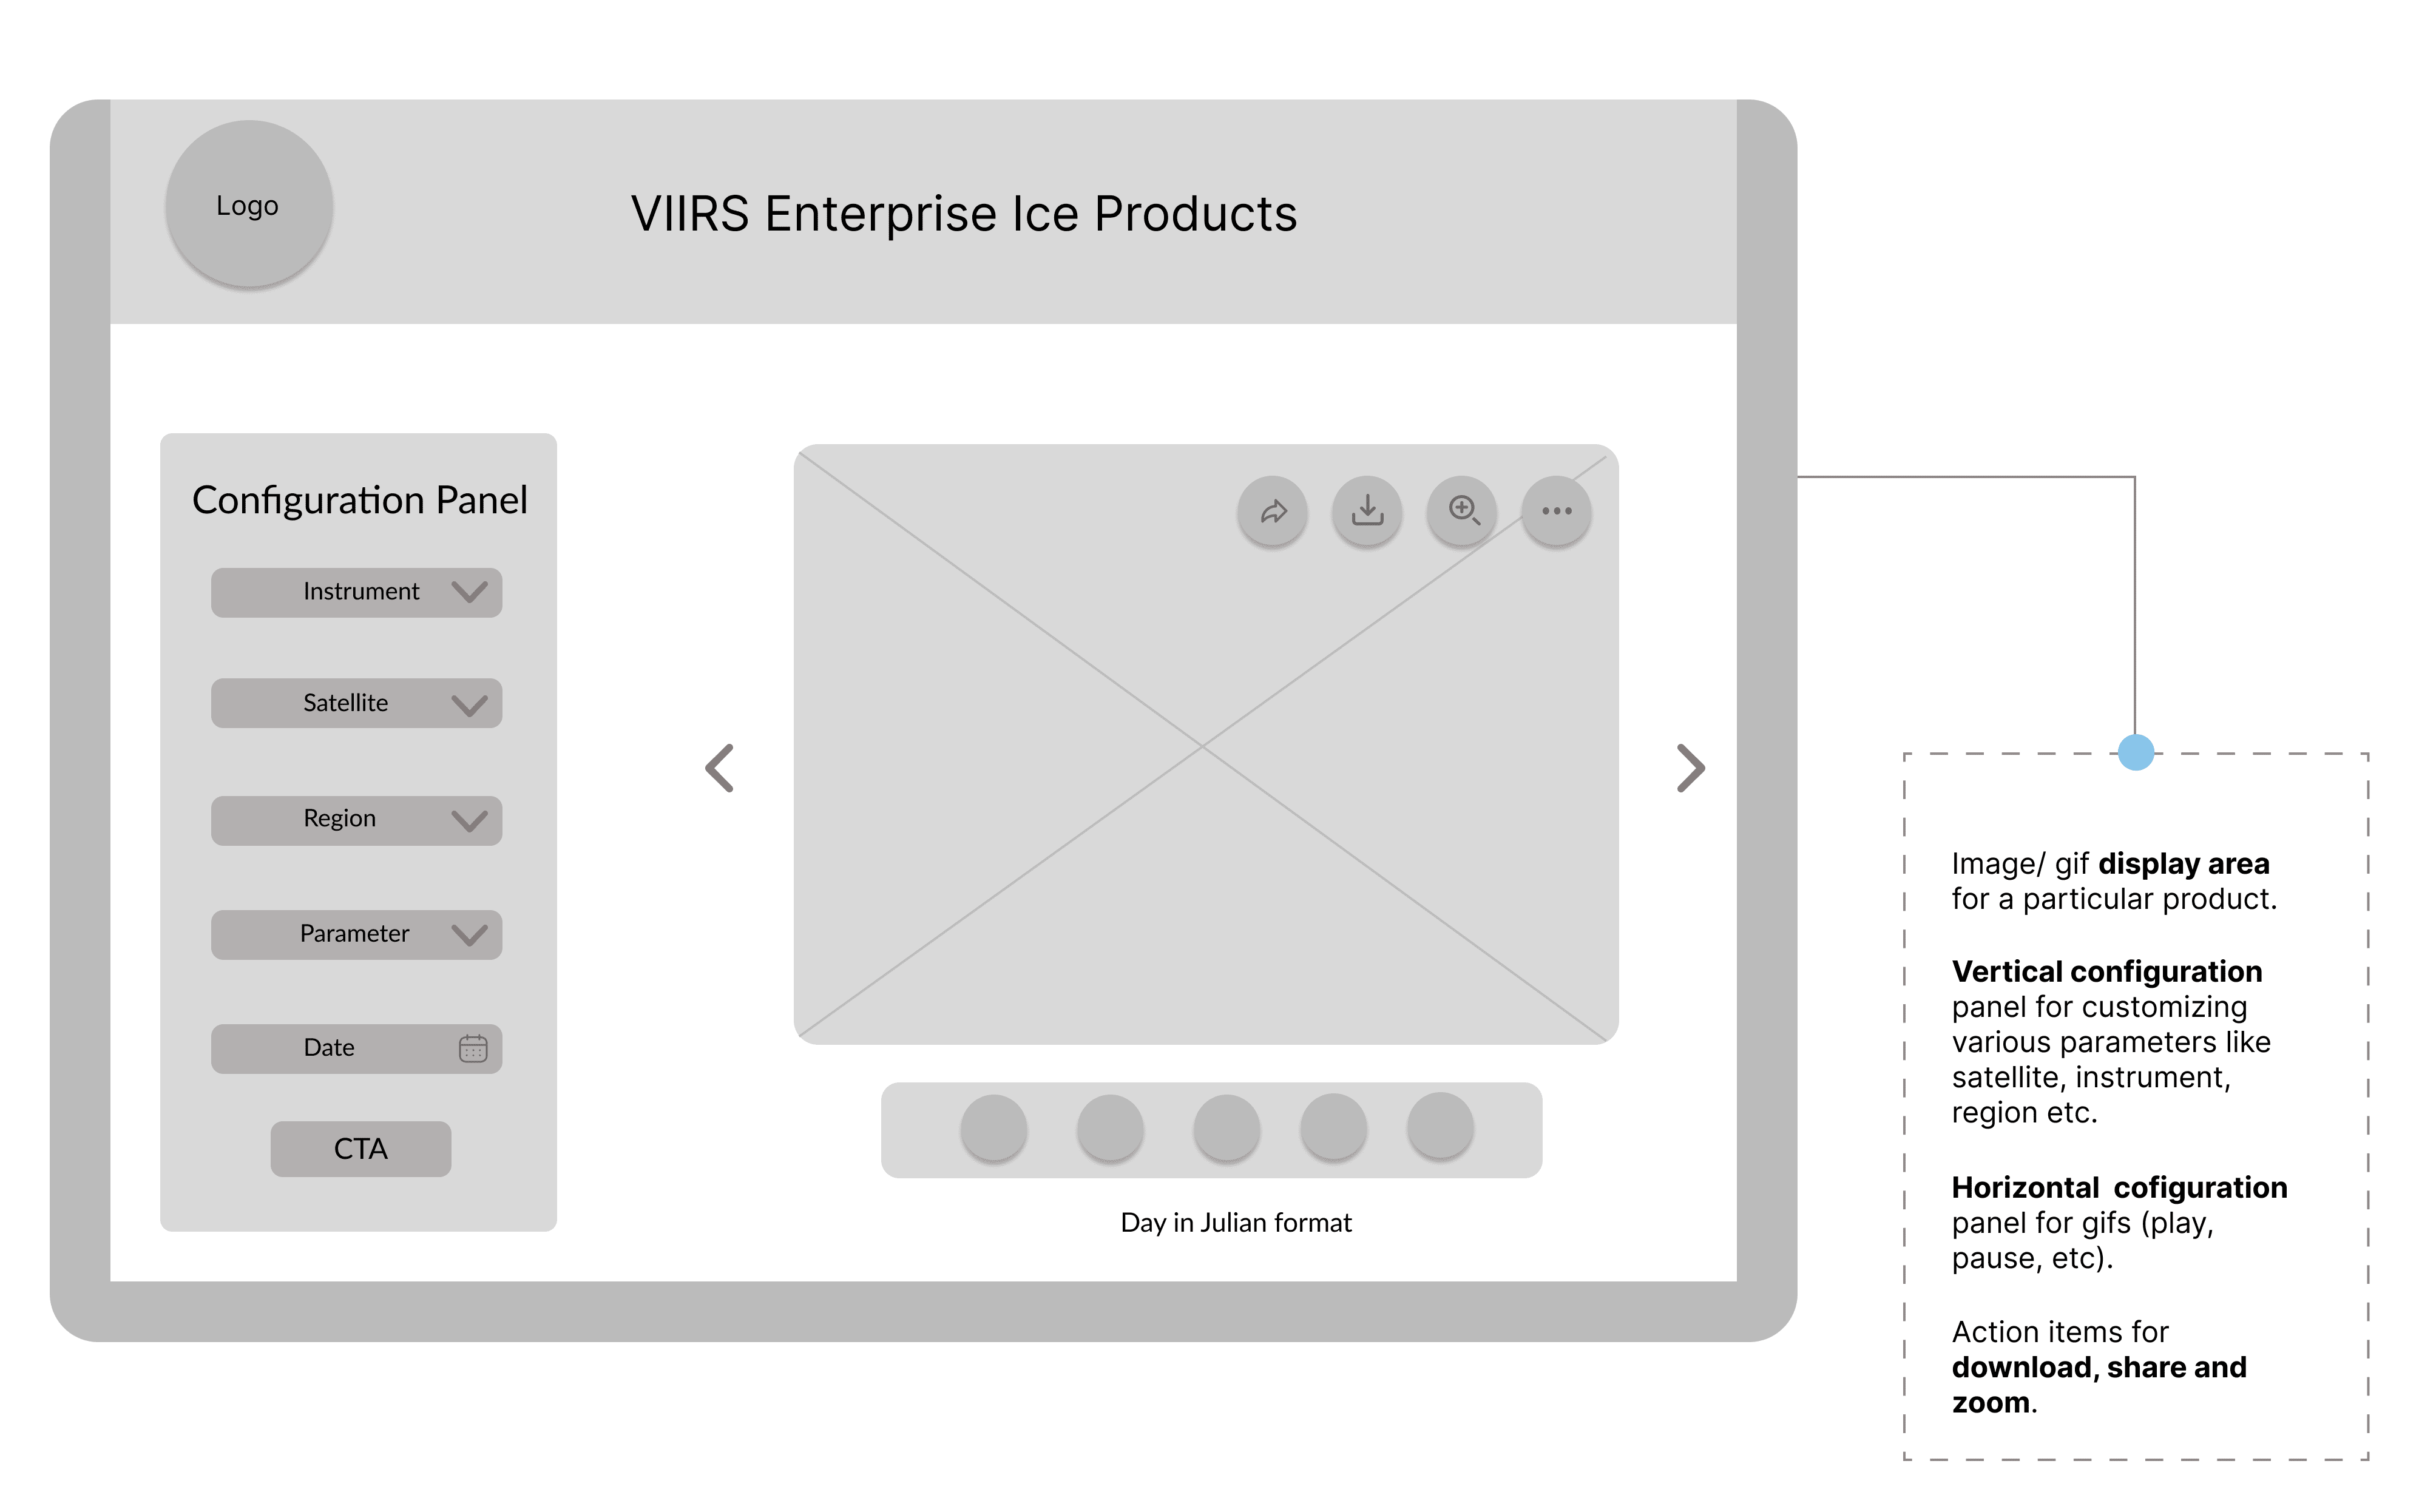 Logo
VIIRS Enterprise Ice Products
Configuration Panel
Instrument
Satellite
Region
Parameter
Date
CTA
Day in Julian format
Image/ gif display area
for a particular product.
Vertical configuration
panel for customizing
various parameters like
satellite, instrument,
region etc.
Horizontal  cofiguration
panel for gifs (play,
pause, etc).
Action items for
download, share and
zoom.